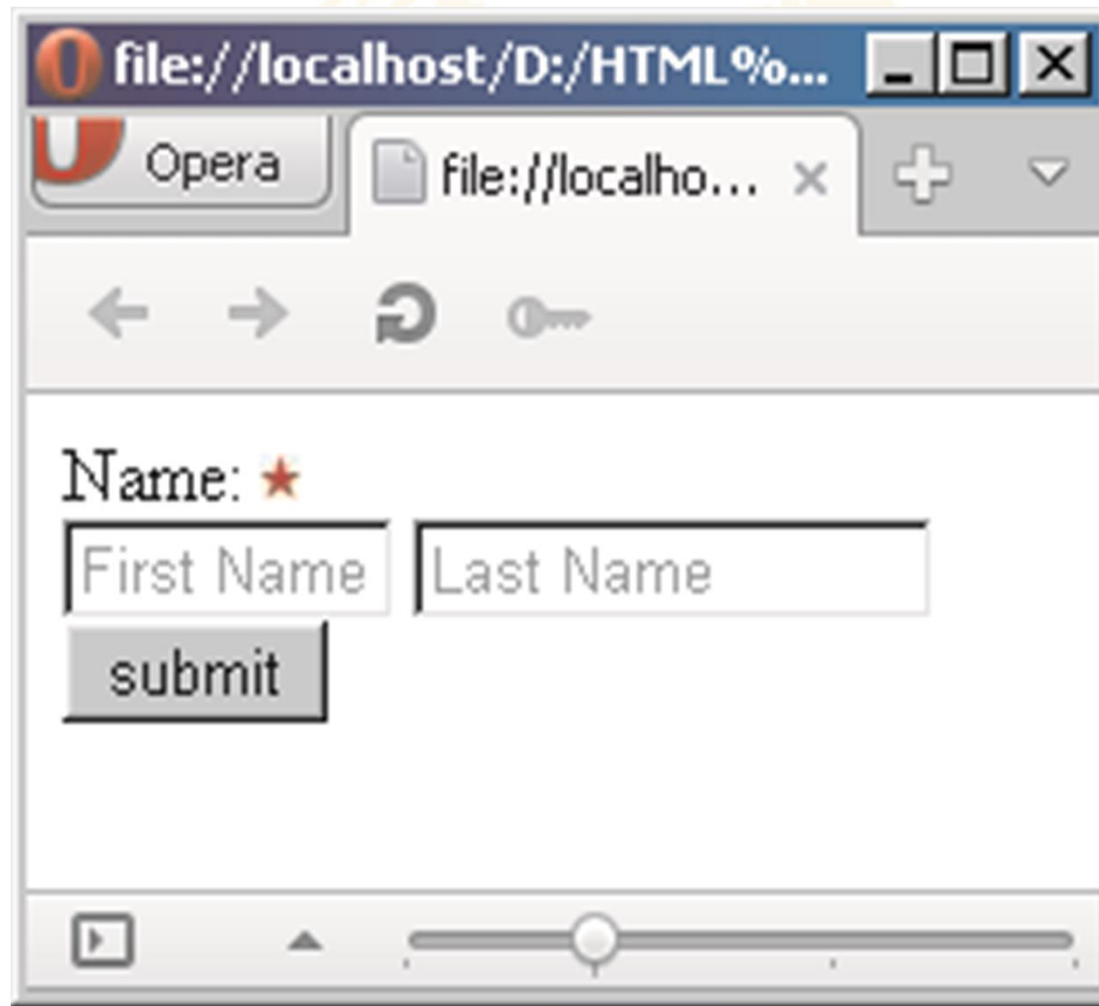 file://localhost/D:/HTML%...
Opera
file://localho...
Name: ★
First Name
Last Name
submit